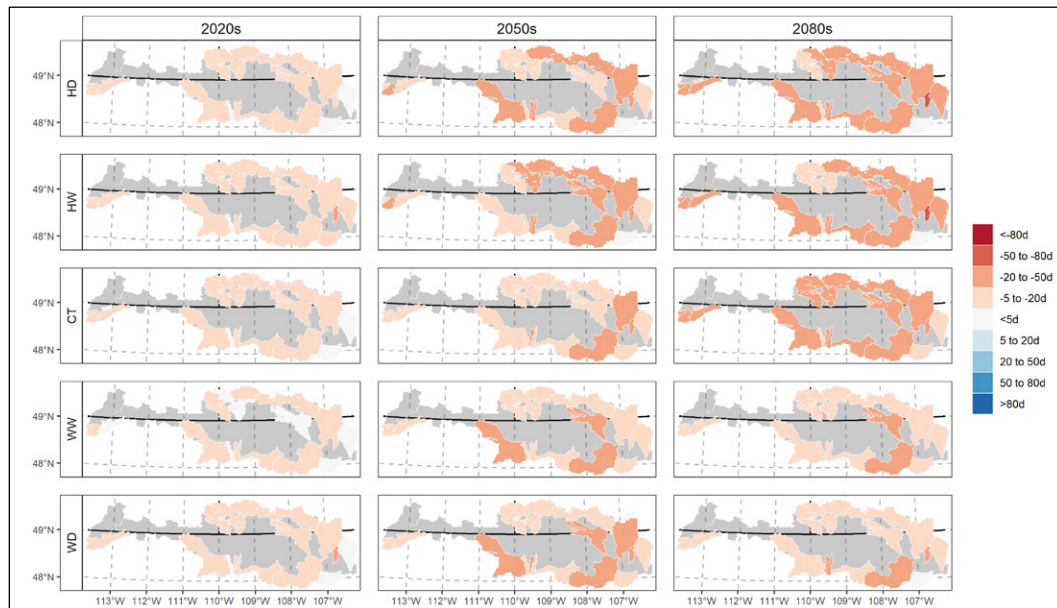 2020s 2050s 2080s
HD
49°N
48°N
HW
49°N
48°N
CT
49°N
48°N
WW
49°N
48°N
WD
49°N
48°N
113°W 112°W 111°W 110°W 109°W 108°W 107°W 113°W 112°W 111°W 110°W 109°W 108°W 107°W 113°W 112°W 111°W 110°W 109°W 108°W 107°W
<-80d
-50 to -80d
-20 to -50d
-5 to -20d
<5d
5 to 20d
20 to 50d
50 to 80d
>80d